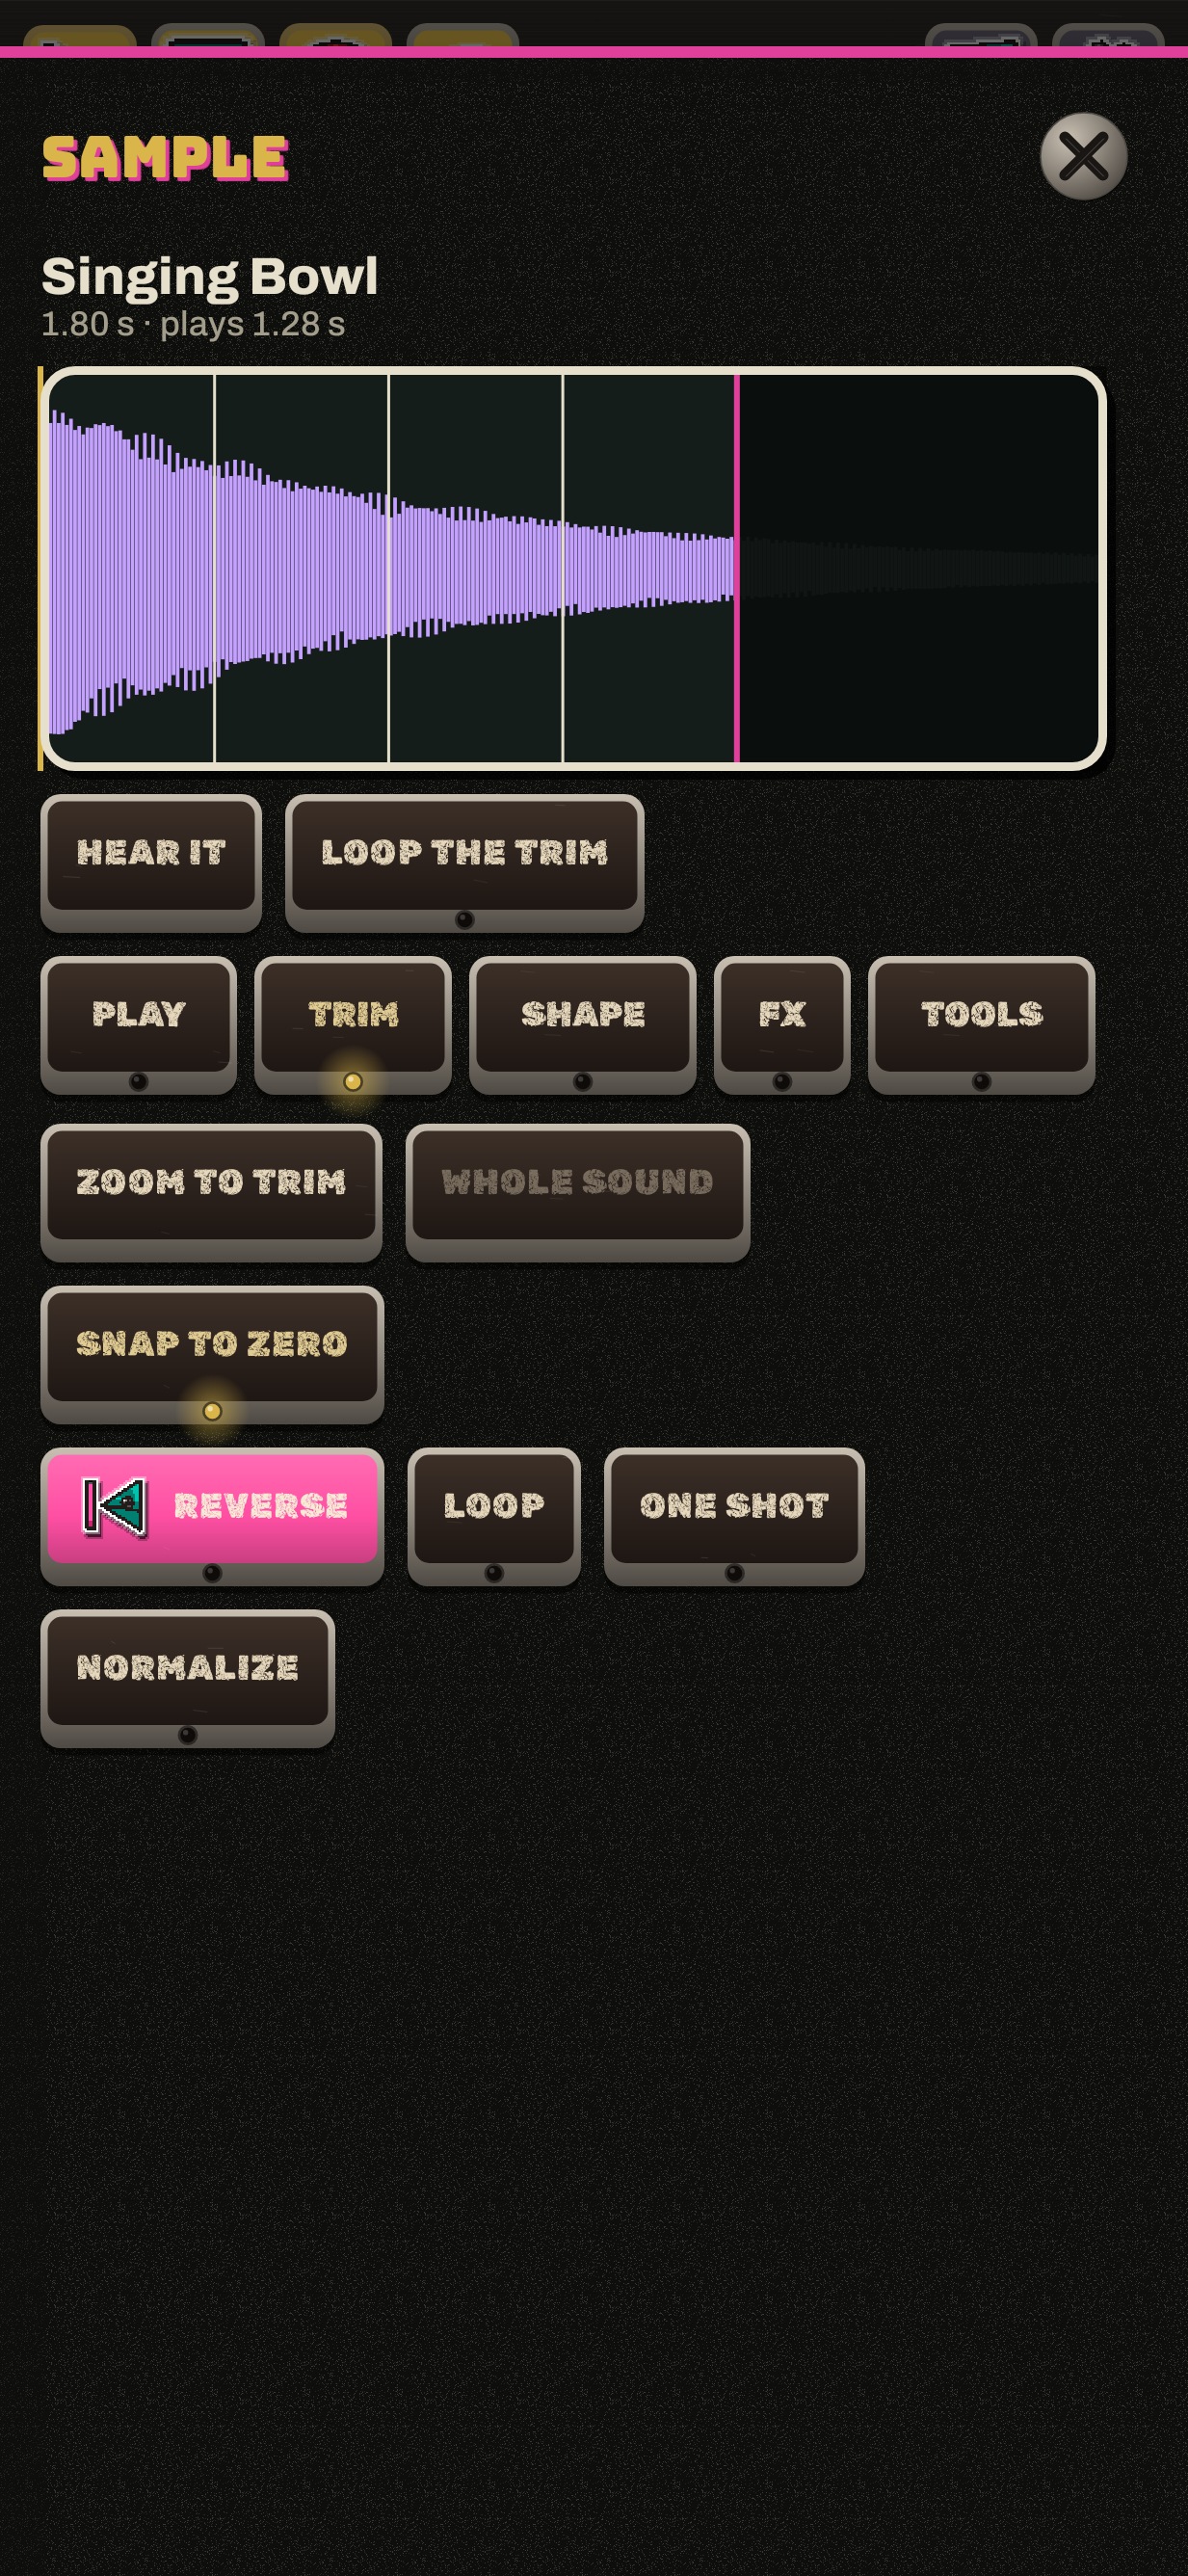 SAMPLE
Singing Bowl
1.80 s · plays 1.28 s
HEAR IT
LOOP THE TRIM
PLAY
TRIM
SHAPE
FX
TOOLS
ZOOM TO TRIM
WHOLE SOUND
SNAP TO ZERO
REVERSE
LOOP
ONE SHOT
NORMALIZE